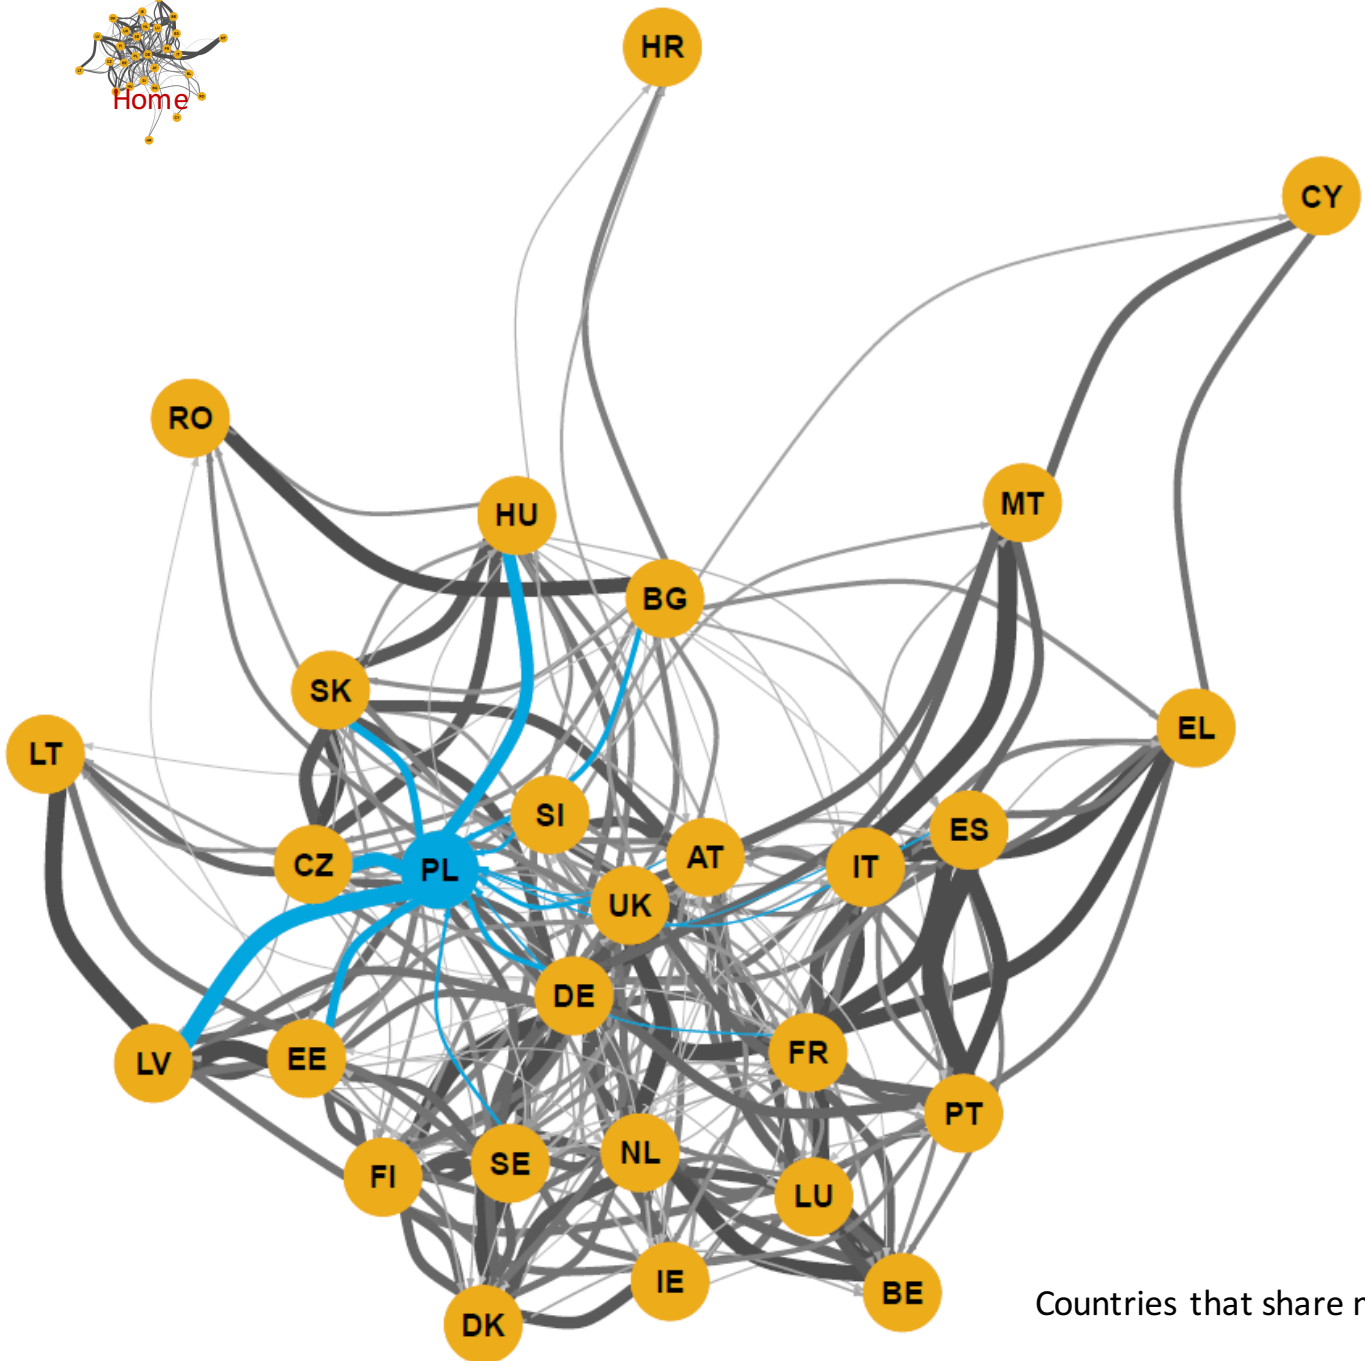 Home
HR
CY
RO
HU
MT
BG
SK
EL
LT
SI
ES
CZ
PL
AT
IT
UK
DE
LV
EE
FR
PT
FI
SE
NL
LU
IE
BE
DK
Countries that share